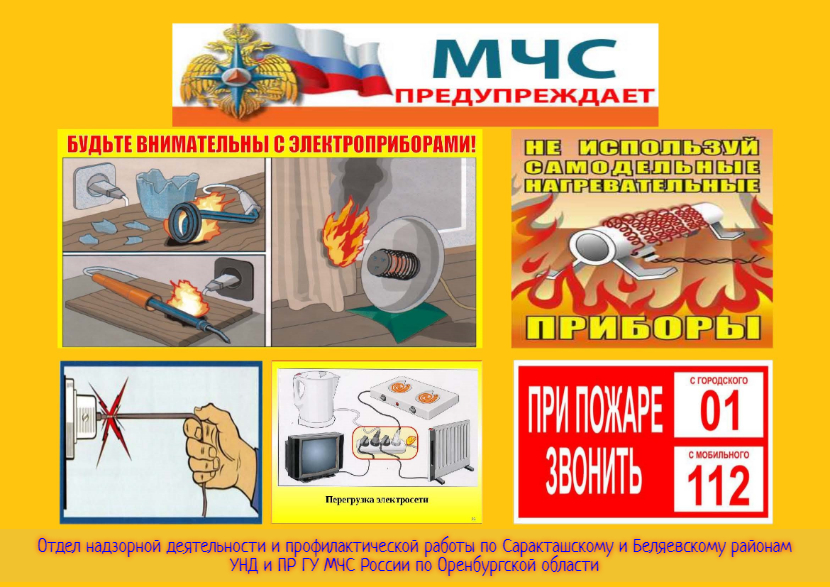 МЧС
ПРЕДУПРЕЖДАЕТ
БУДЬТЕ ВНИМАТЕЛЬНЫ С ЭЛЕКТРОПРИБОРАМИ!
НЕ ИСПОЛЬЗУЙ
САМОДЕЛЬНЫЕ
НАГРЕВАТЕЛЬНЫЕ
ПРИБОРЫ
Перегрузка электросети
ПРИ ПОЖАРЕ
ЗВОНИТЬ
С ГОРОДСКОГО
01
С МОБИЛЬНОГО
112
Отдел надзорной деятельности и профилактической работы по Саракташскому и Беляевскому районам
УНД и ПР ГУ МЧС России по Оренбургской области